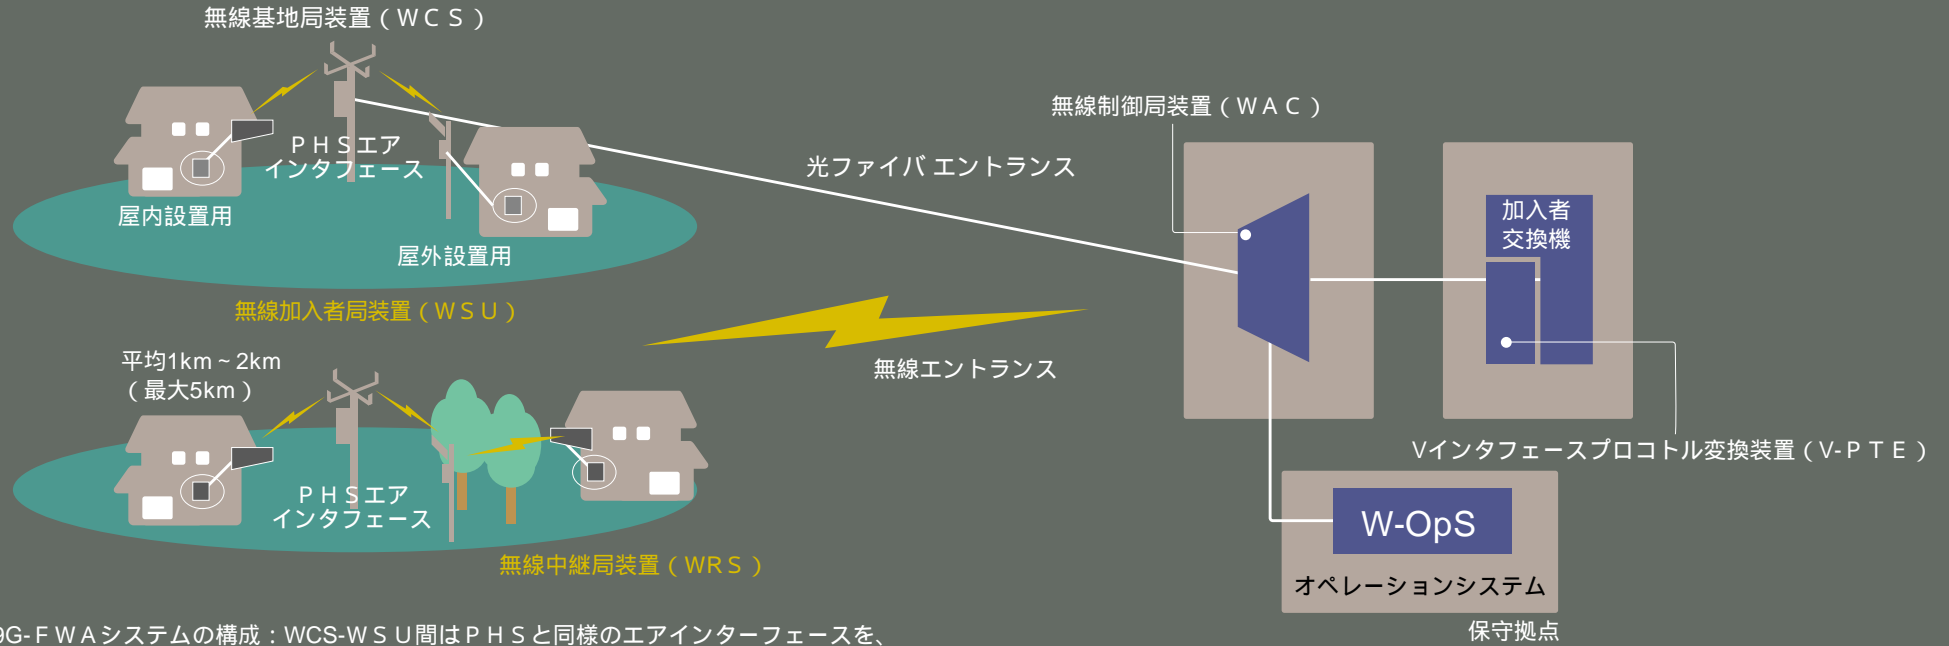 無線基地局装置（ＷＣＳ）
ＰＨＳエア
インタフェース
屋内設置用
屋外設置用
無線加入者局装置（ＷＳＵ）
光ファイバ エントランス
無線制御局装置（ＷＡＣ）
加入者
交換機
平均1km～2km
（最大5km）
無線エントランス
Vインタフェースプロコトル変換装置（V-ＰＴＥ）
ＰＨＳエア
インタフェース
無線中継局装置（ＷＲＳ）
W-OpS
オペレーションシステム
保守拠点
9G-ＦＷＡシステムの構成：WCS-ＷＳＵ間はＰＨＳと同様のエアインターフェースを、